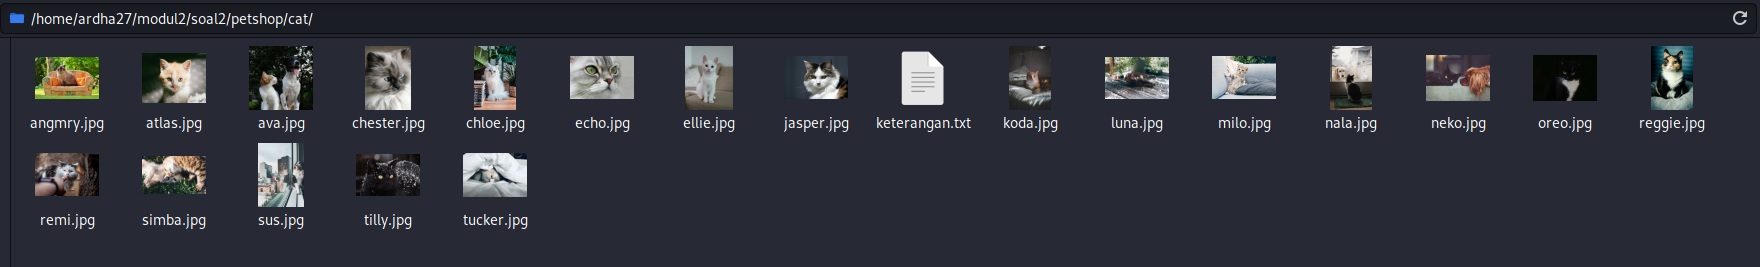 /home/ardha27/modul2/soal2/petshop/cat/
angmry.jpg atlas.jpg ava.jpg chester.jpg chloe.jpg echo.jpg ellie.jpg jasper.jpg keterangan.txt koda.jpg luna.jpg milo.jpg nala.jpg neko.jpg oreo.jpg reggie.jpg
remi.jpg simba.jpg sus.jpg tilly.jpg tucker.jpg